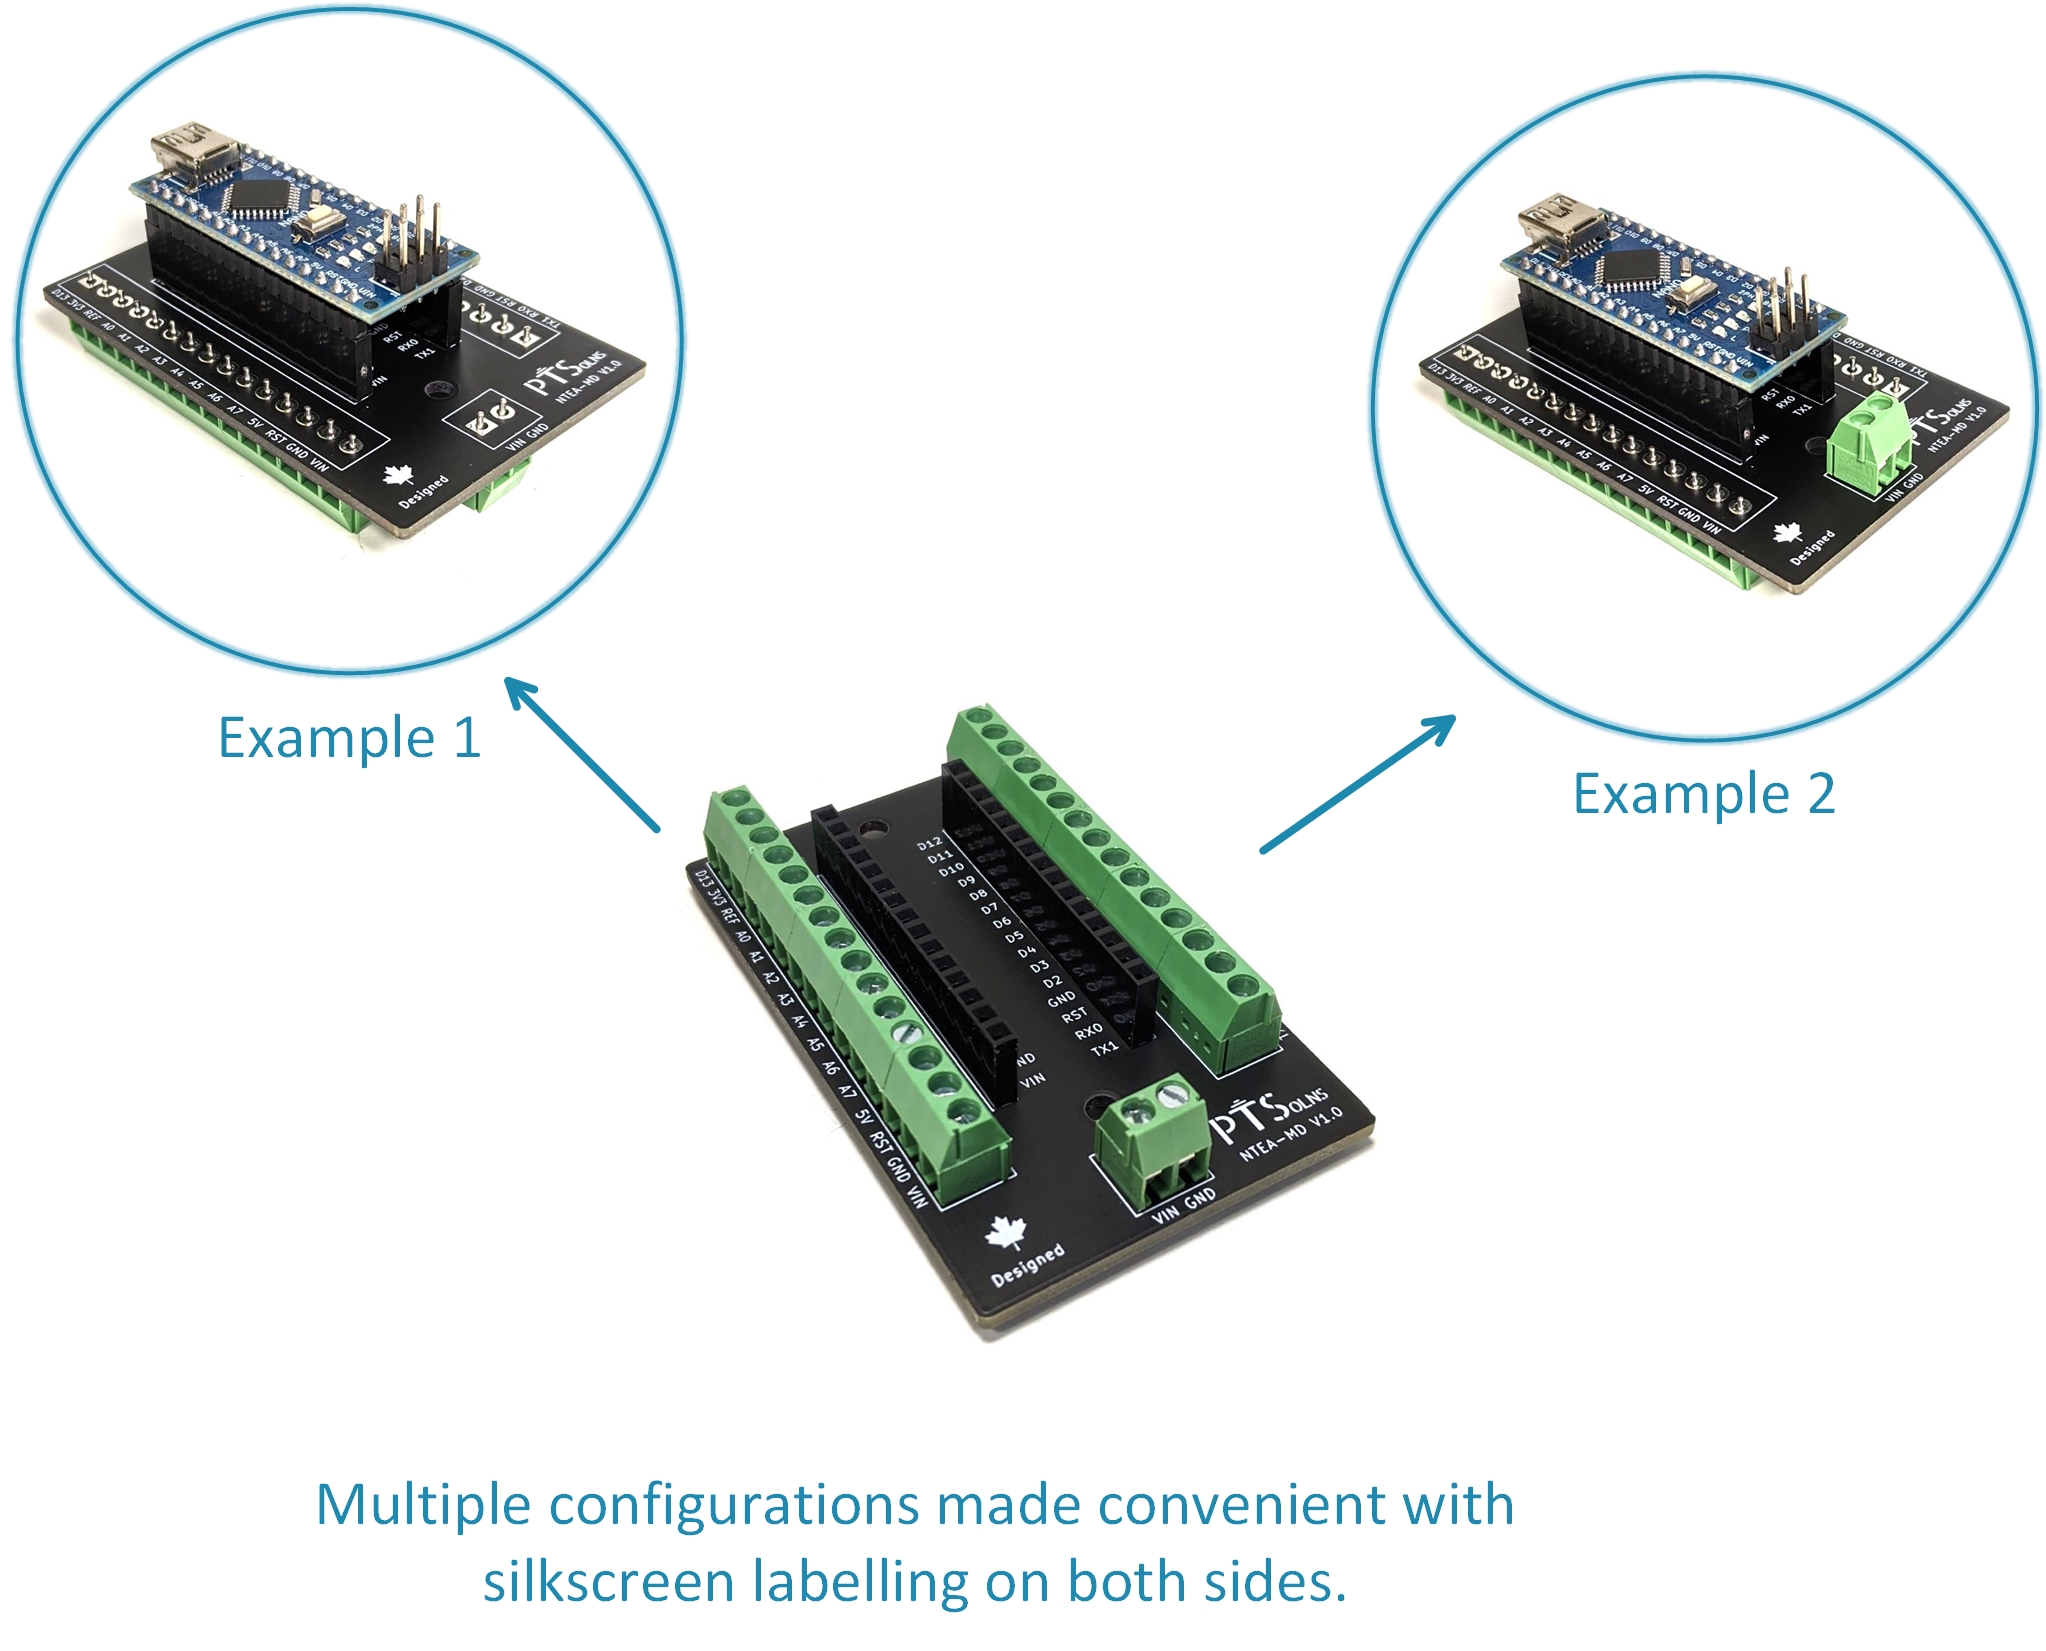 D13 3V3 REF A0 A1 A2 A3 A4 A5 A6 A7 5V RST GND VIN
RST
RX0
TX1
VIN
TX1 RX0 RST GND
PTSOLNS
NTEA-MD V1.0
VIN GND
Designed
Example 1
D13 3V3 REF A0 A1 A2 A3 A4 A5 A6 A7 5V RST GND VIN
RST
RX0
TX1
VIN
TX1 RX0 RST GND
PTSOLNS
NTEA-MD V1.0
VIN GND
Designed
Example 2
D12
D11
D10
D9
D8
D7
D6
D5
D4
D3
D2
GND
RST
RX0
TX1
VIN
D13 3V3 REF A0 A1 A2 A3 A4 A5 A6 A7 5V RST GND VIN
PTSOLNS
NTEA-MD V1.0
VIN GND
Designed
Multiple configurations made convenient with
silkscreen labelling on both sides.